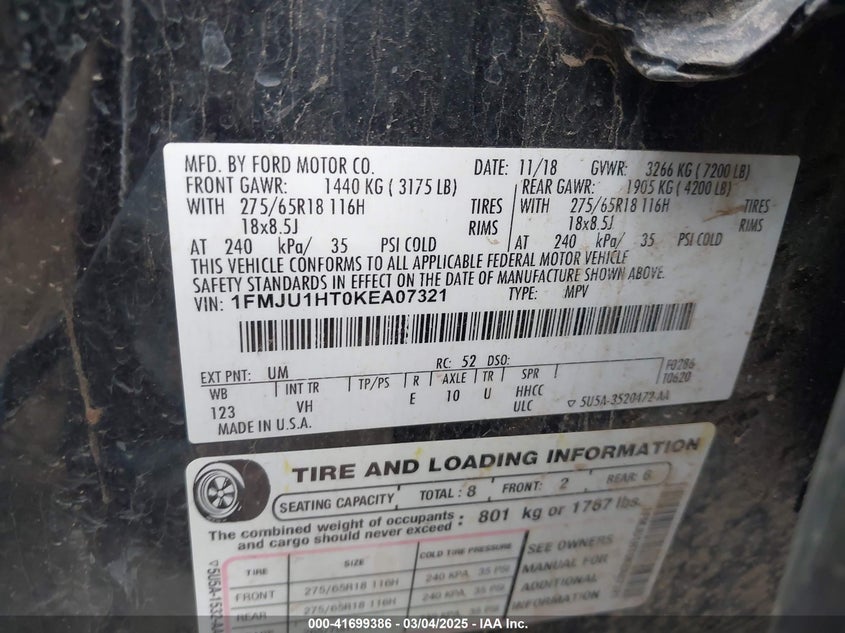 MFD. BY FORD MOTOR CO. DATE: 11/18 GVWR: 3266 KG ( 7200 LB)
FRONT GAWR: 1440 KG ( 3175 LB) REAR GAWR: 1905 KG ( 4200 LB)
WITH 275/65R18 116H TIRES WITH 275/65R18 116H TIRES
18x8.5J RIMS 18x8.5J RIMS
AT 240 kPa/ 35 PSI COLD AT 240 kPa/ 35 PSI COLD
THIS VEHICLE CONFORMS TO ALL APPLICABLE FEDERAL MOTOR VEHICLE
SAFETY STANDARDS IN EFFECT ON THE DATE OF MANUFACTURE SHOWN ABOVE.
VIN: 1FMJU1HT0KEA07321 TYPE: MPV
EXT PNT: UM RC: 52 DSO: F0286
WB INT TR TP/PS R AXLE TR SPR T0620
123 VH E 10 U HHCC
ULC ▽ 5U5A-3520472-AA
MADE IN U.S.A.
TIRE AND LOADING INFORMATION
SEATING CAPACITY TOTAL : 8 FRONT: 2 REAR: 6
The combined weight of occupants
and cargo should never exceed : 801 kg or 1767 lbs.
TIRE SIZE COLD TIRE PRESSURE
FRONT 275/65R18 116H 240 KPA, 35 PSI
REAR 275/65R18 116H 240 KPA, 35 PSI
SEE OWNERS
MANUAL FOR
ADDITIONAL
INFORMATION
▽5U5A-1532-AA
000-41699386 - 03/04/2025 - IAAI Inc.